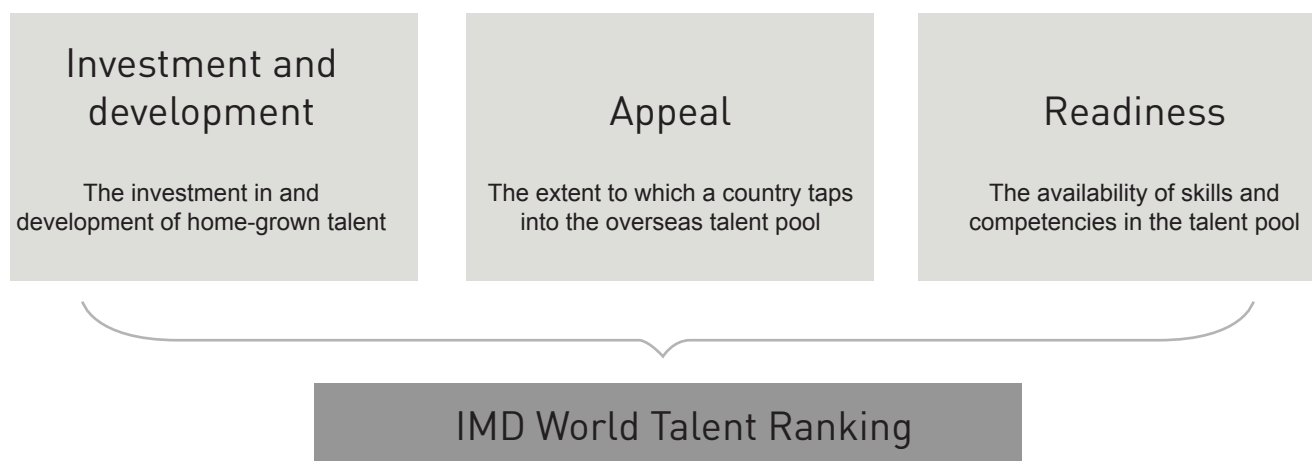 Investment and
development
The investment in and
development of home-grown talent
Appeal
The extent to which a country taps
into the overseas talent pool
Readiness
The availability of skills and
competencies in the talent pool
IMD World Talent Ranking